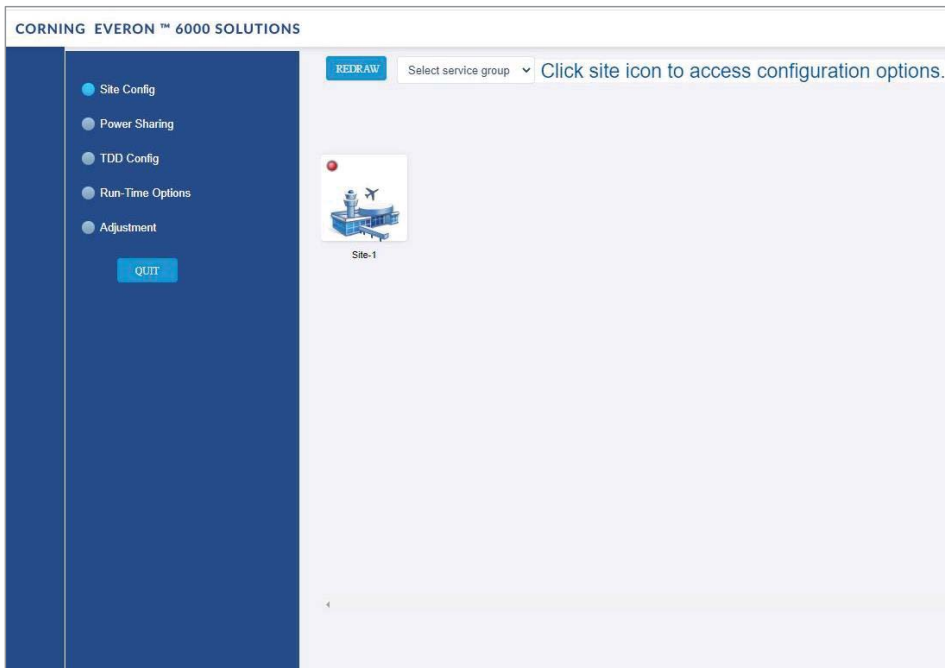 CORNING EVERON ™ 6000 SOLUTIONS
REDRAW Select service group Click site icon to access configuration options.
Site Config
Power Sharing
TDD Config
Run-Time Options
Adjustment
QUIT
Site-1